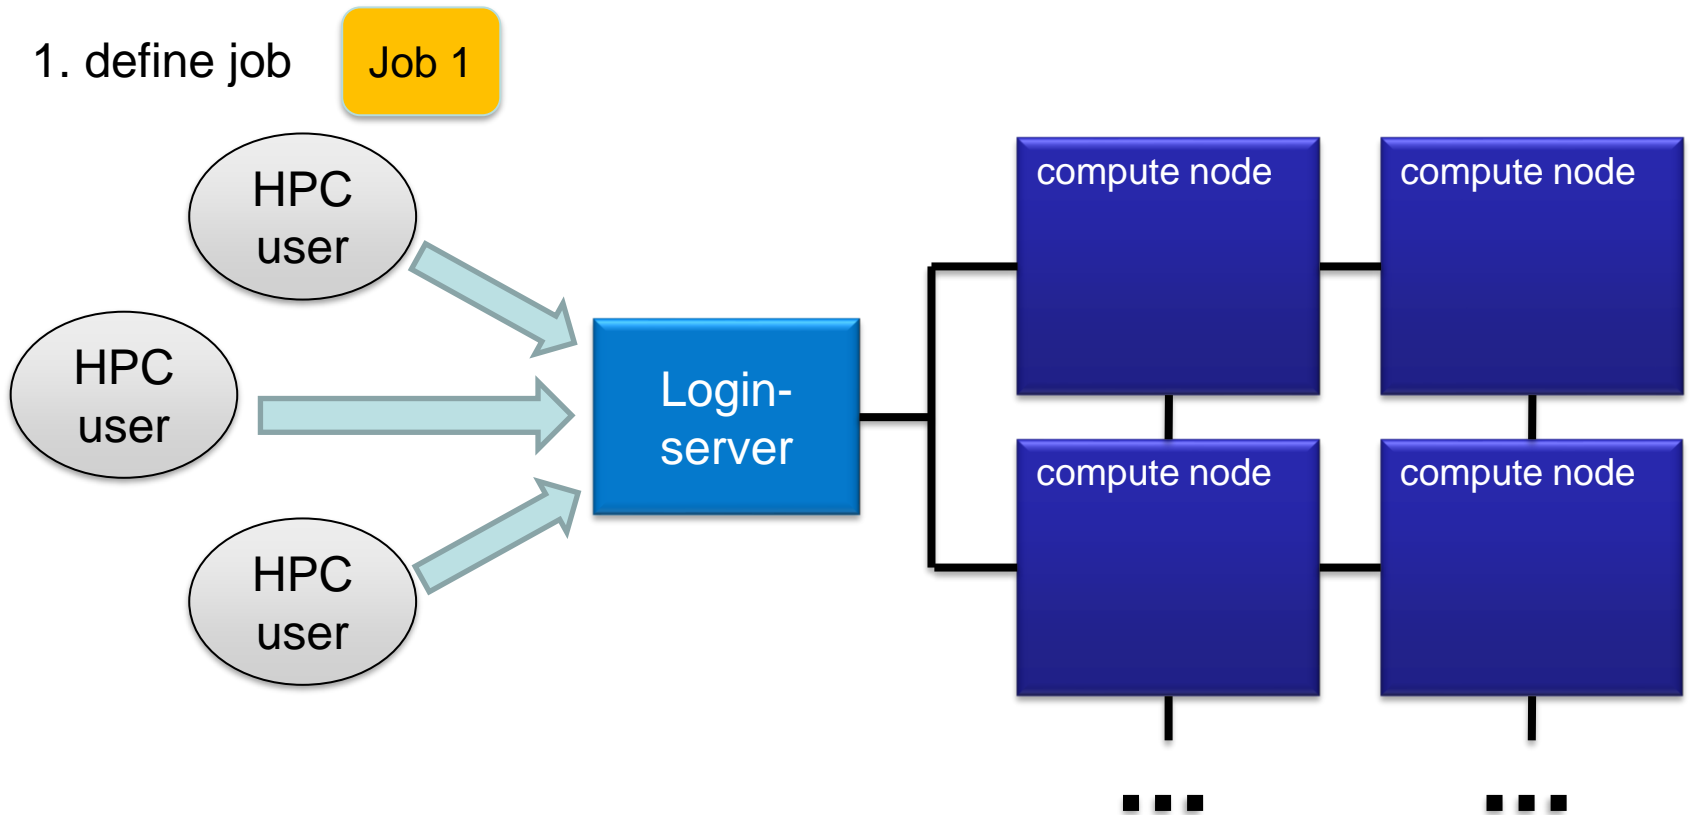 1. define job
Job 1
HPC
user
HPC
user
HPC
user
Login-
server
compute node
compute node
compute node
compute node
...
...